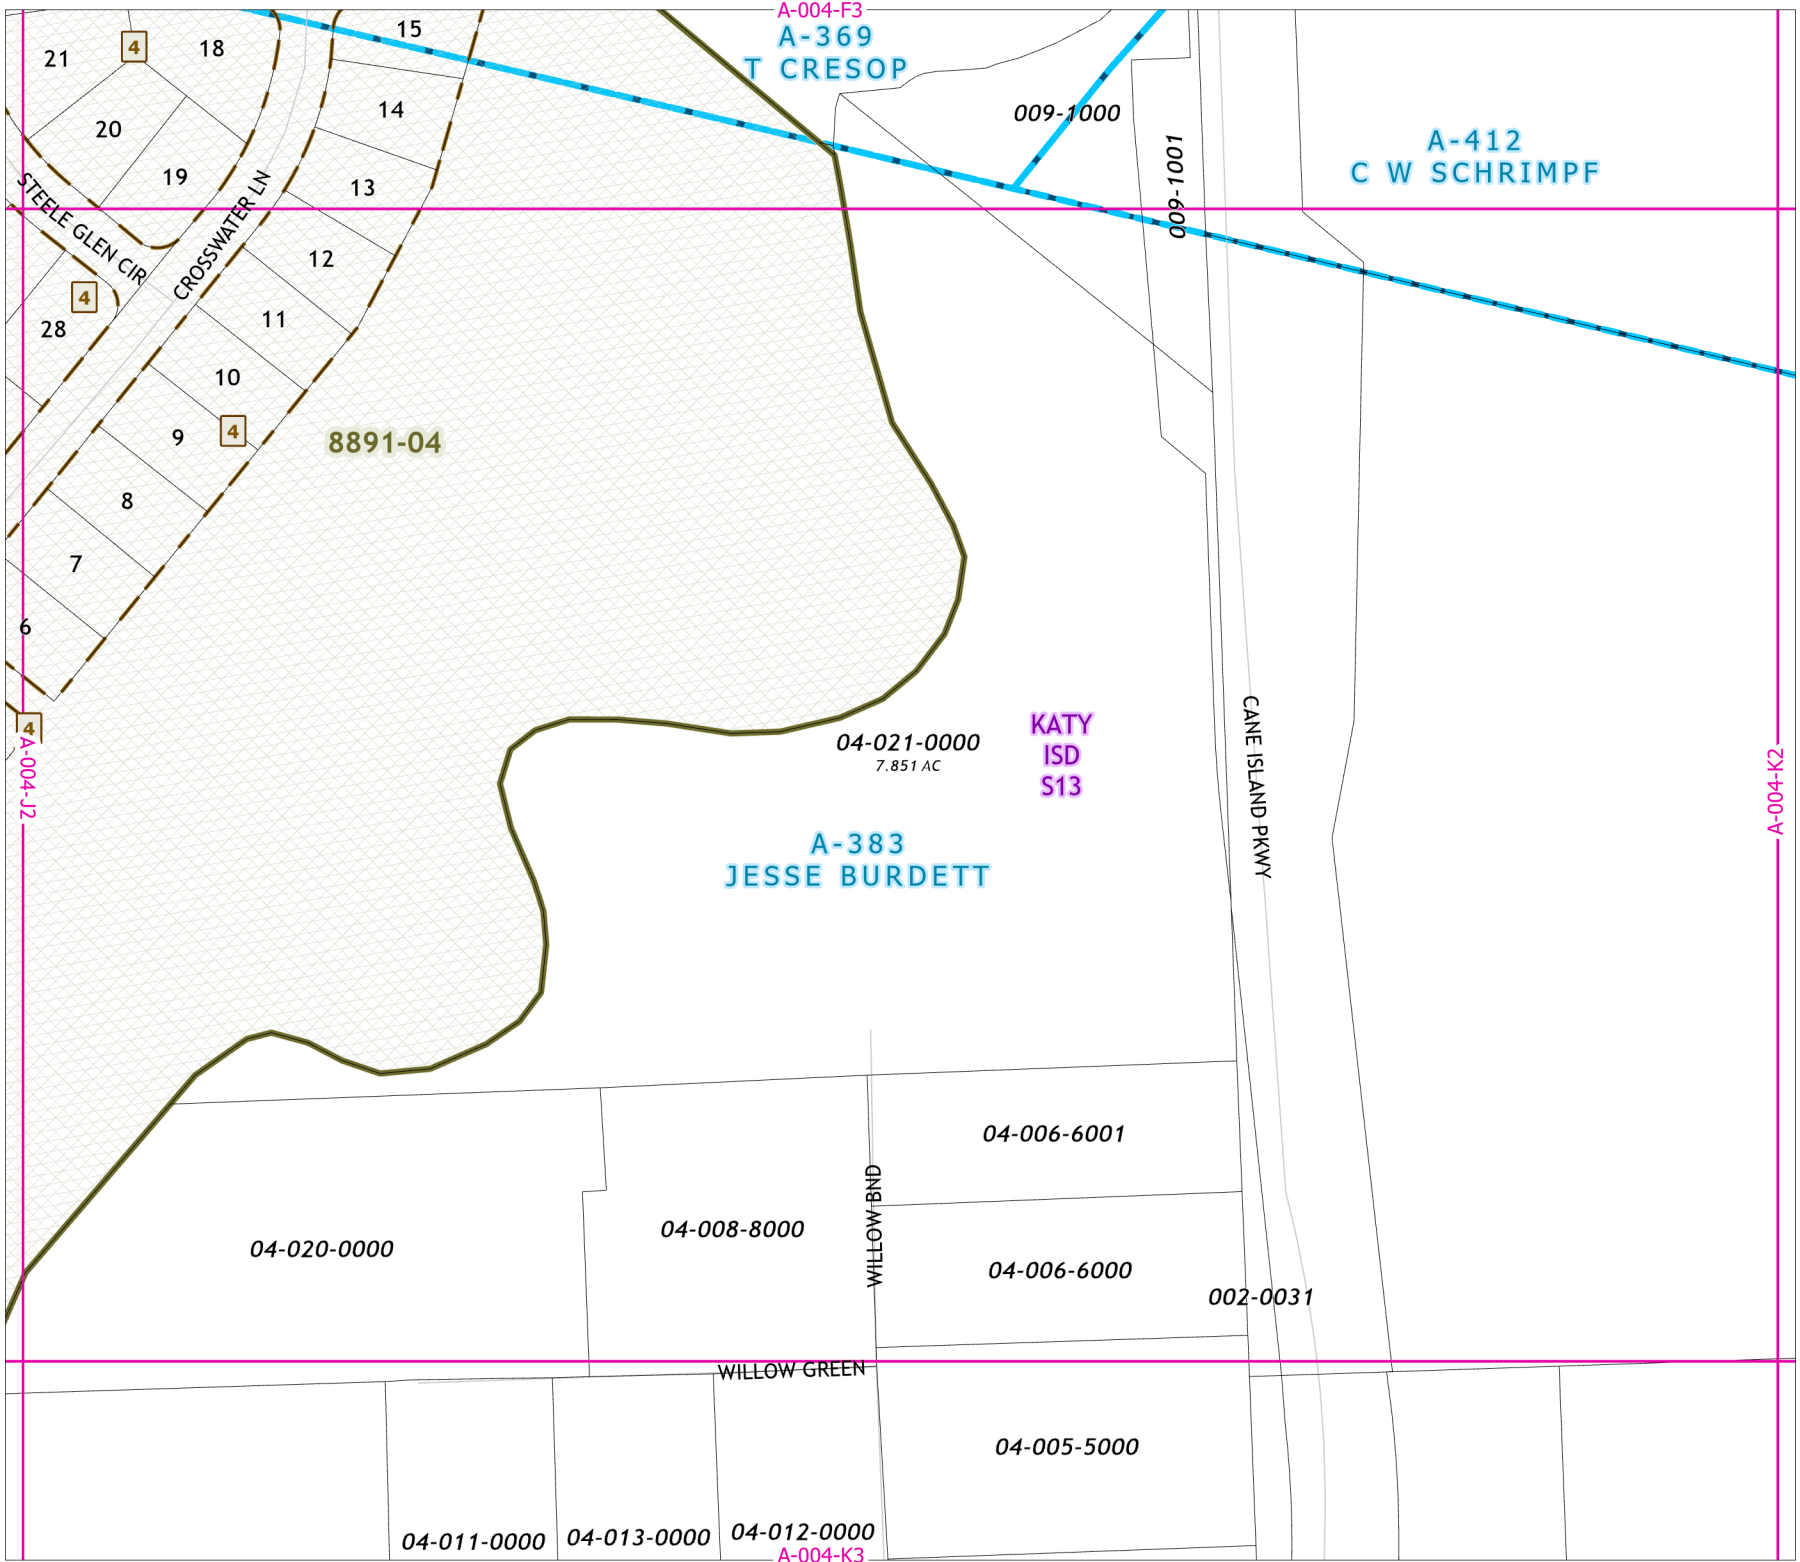 A-004-F3
15
A-369
T CRESOP
21
4
18
14
009-1000
20
A-412
C W SCHRIMPF
19
13
009-1001
STEELE GLEN CIR
CROSSWATER LN
12
4
28
11
10
9
4
8891-04
8
7
6
4
A-004-J2
04-021-0000
7.851 AC
KATY
ISD
S13
CANE ISLAND PKWY
A-004-K2
A-383
JESSE BURDETT
04-006-6001
WILLOW BND
04-020-0000
04-008-8000
04-006-6000
002-0031
WILLOW GREEN
04-005-5000
04-011-0000
04-013-0000
04-012-0000
A-004-K3